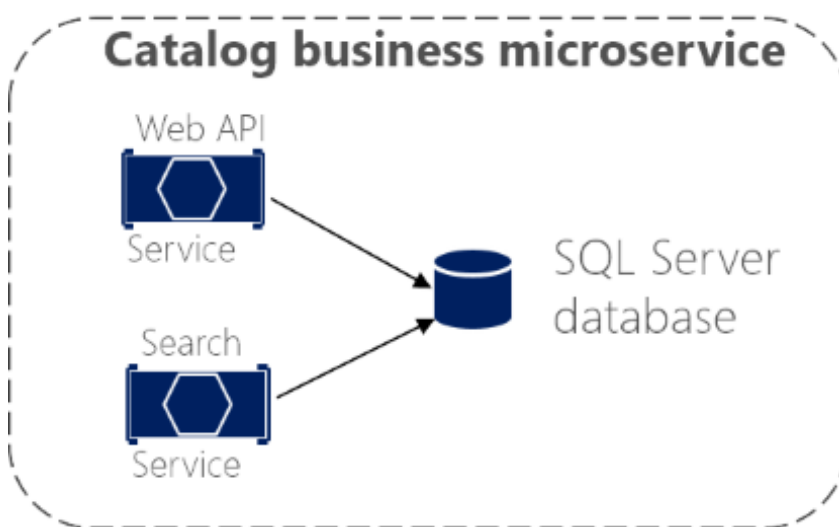 Catalog business microservice
Web API
Service
SQL Server
database
Search
Service